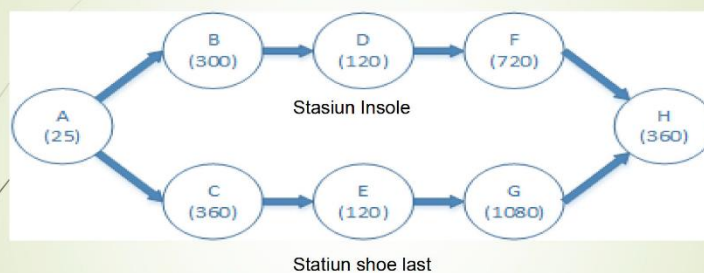 B
(300)
D
(120)
F
(720)
Stasiun Insole
A
(25)
H
(360)
C
(360)
E
(120)
G
(1080)
Statiun shoe last